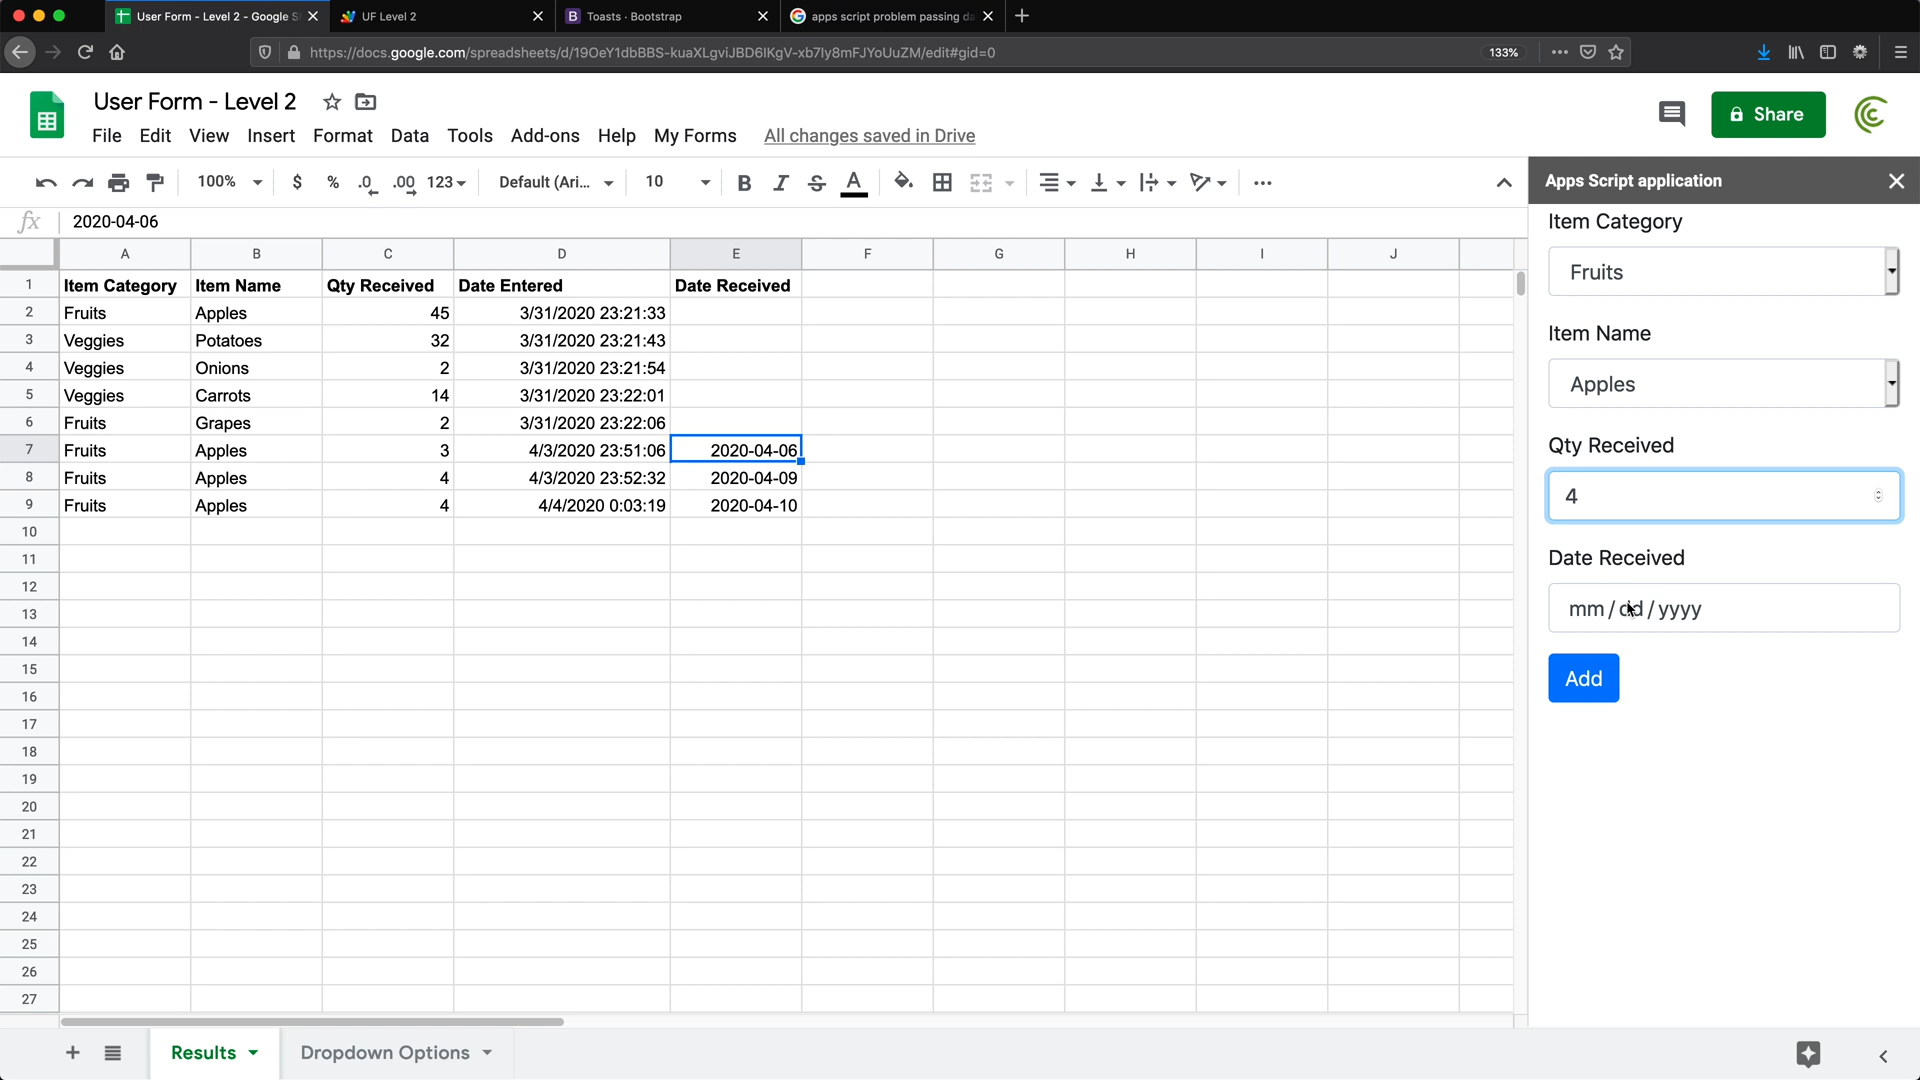 User Form - Level 2 - Google S
UF Level 2
Toasts · Bootstrap
apps script problem passing da
https://docs.google.com/spreadsheets/d/19OeY1dbBBS-kuaXLgviJBD6IKgV-xb7Iy8mFJYoUuZM/edit#gid=0
133%
User Form - Level 2
Share
File Edit View Insert Format Data Tools Add-ons Help My Forms All changes saved in Drive
100% $ % .0 .00 123 Default (Ari... 10 B I S A
Apps Script application
fx 2020-04-06
A B C D E F G H I J
1 Item Category Item Name Qty Received Date Entered Date Received
2 Fruits Apples 45 3/31/2020 23:21:33
3 Veggies Potatoes 32 3/31/2020 23:21:43
4 Veggies Onions 2 3/31/2020 23:21:54
5 Veggies Carrots 14 3/31/2020 23:22:01
6 Fruits Grapes 2 3/31/2020 23:22:06
7 Fruits Apples 3 4/3/2020 23:51:06 2020-04-06
8 Fruits Apples 4 4/3/2020 23:52:32 2020-04-09
9 Fruits Apples 4 4/4/2020 0:03:19 2020-04-10
10
11
12
13
14
15
16
17
18
19
20
21
22
23
24
25
26
27
Item Category
Fruits
Item Name
Apples
Qty Received
4
Date Received
mm/dd/yyyy
Add
Results
Dropdown Options